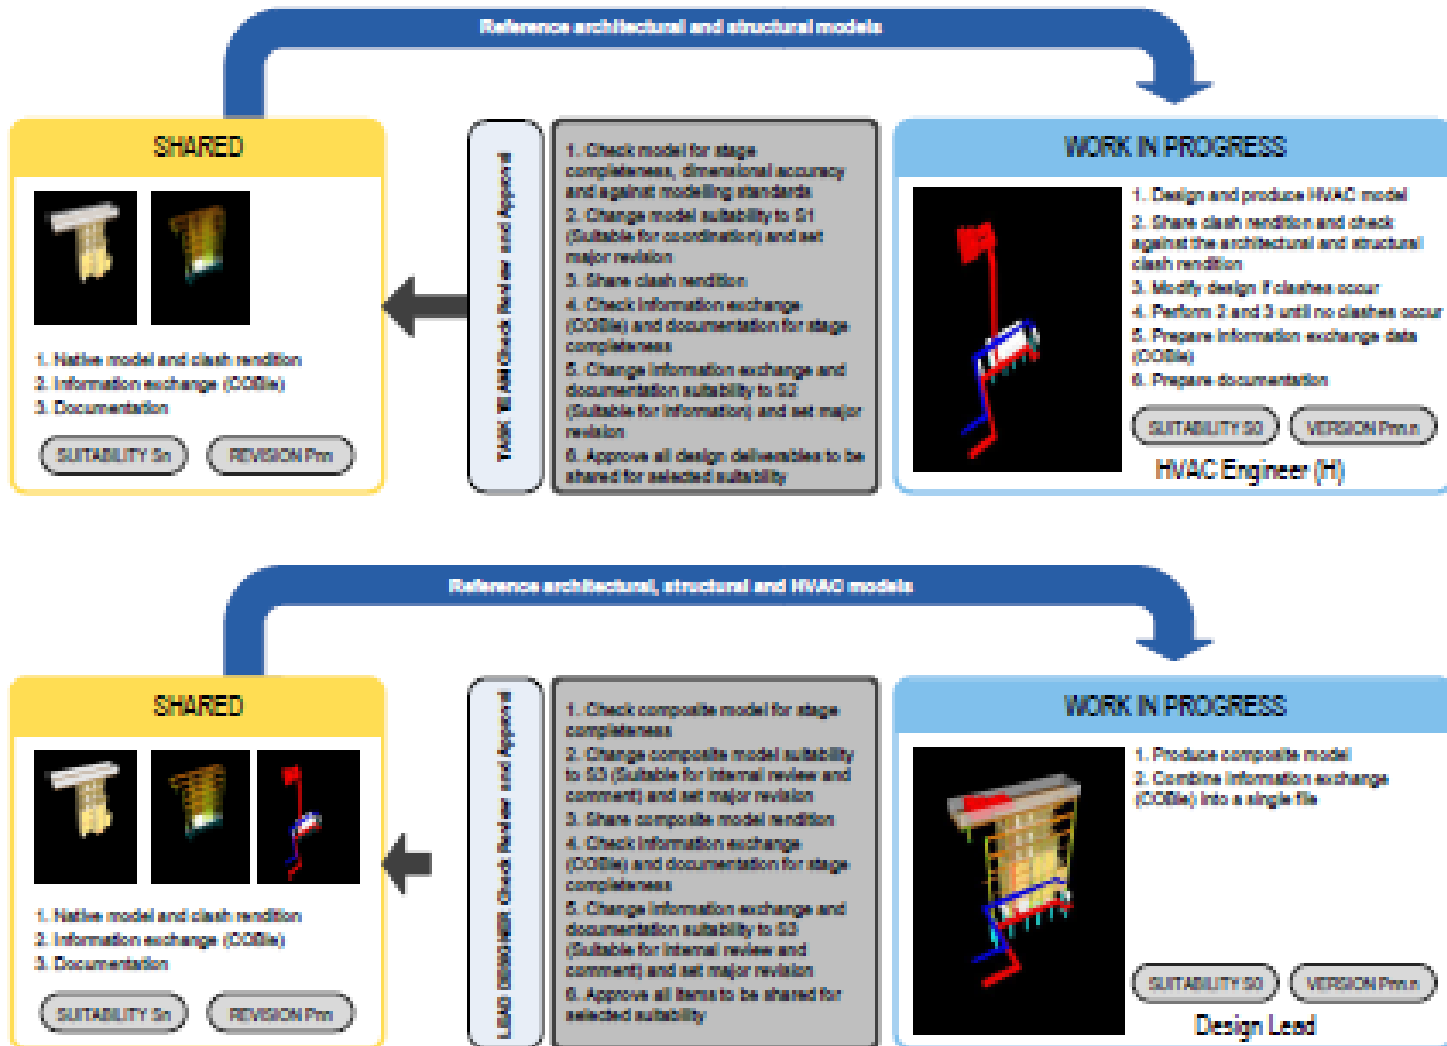 Reference architectural and structural models
SHARED
1. Native model and clash rendition
2. Information exchange (COBie)
3. Documentation
SUITABILITY Sn
REVISION Pnn
TASK TEAM Check Review and Approval
1. Check model for stage
completeness, dimensional accuracy
and against modelling standards
2. Change model suitability to S1
(Suitable for coordination) and set
major revision
3. Share clash rendition
4. Check information exchange
(COBie) and documentation for stage
completeness
5. Change information exchange and
documentation suitability to S2
(Suitable for information) and set major
revision
6. Approve all design deliverables to be
shared for selected suitability
WORK IN PROGRESS
1. Design and produce HVAC model
2. Share clash rendition and check
against the architectural and structural
clash rendition
3. Modify design if clashes occur
4. Perform 2 and 3 until no clashes occur
5. Prepare information exchange data
(COBie)
6. Prepare documentation
SUITABILITY S0
VERSION Pnn.n
HVAC Engineer (H)
Reference architectural, structural and HVAC models
SHARED
1. Native model and clash rendition
2. Information exchange (COBie)
3. Documentation
SUITABILITY Sn
REVISION Pnn
LEAD DESIGNER Check Review and Approval
1. Check composite model for stage
completeness
2. Change composite model suitability
to S3 (Suitable for internal review and
comment) and set major revision
3. Share composite model rendition
4. Check information exchange
(COBie) and documentation for stage
completeness
5. Change information exchange and
documentation suitability to S3
(Suitable for internal review and
comment) and set major revision
6. Approve all items to be shared for
selected suitability
WORK IN PROGRESS
1. Produce composite model
2. Combine information exchange
(COBie) into a single file
SUITABILITY S0
VERSION Pnn.n
Design Lead